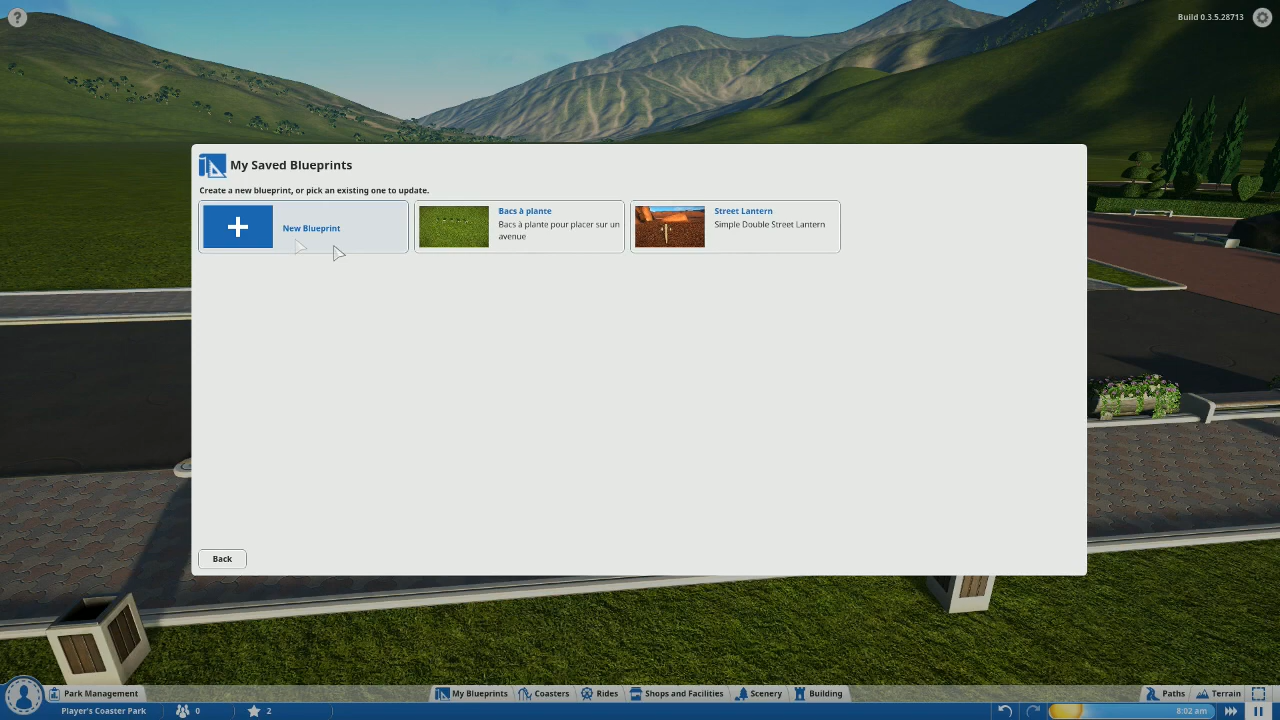 ?
Build 0.3.5.28713
My Saved Blueprints
Create a new blueprint, or pick an existing one to update.
New Blueprint
Bacs à plante
Bacs à plante pour placer sur un
avenue
Street Lantern
Simple Double Street Lantern
Back
Park Management
My Blueprints
Coasters
Rides
Shops and Facilities
Scenery
Building
Paths
Terrain
Player's Coaster Park
0
2
8:02 am